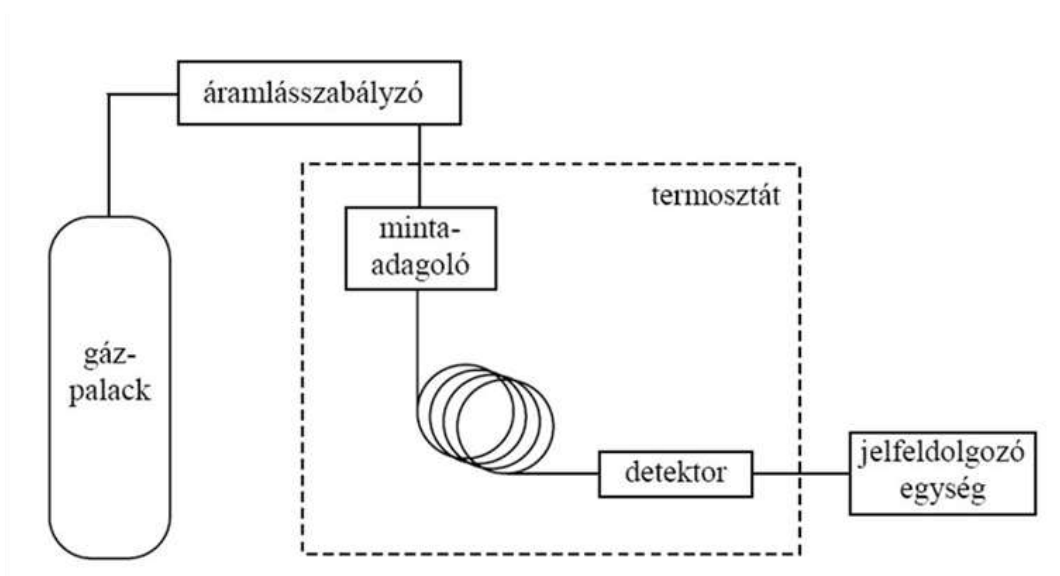 áramlásszabályzó
termosztát
minta-
adagoló
gáz-
palack
detektor
jelfeldolgozó
egység